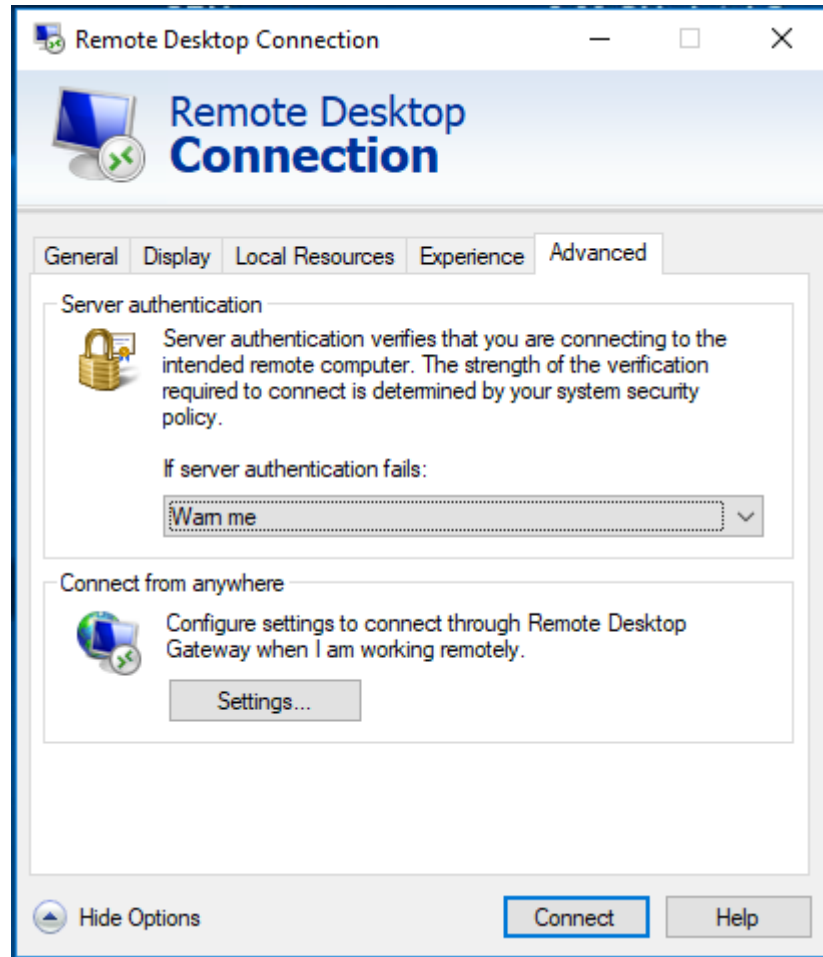 Remote Desktop Connection
Remote Desktop
Connection
General Display Local Resources Experience Advanced
Server authentication
Server authentication verifies that you are connecting to the
intended remote computer. The strength of the verification
required to connect is determined by your system security
policy.
If server authentication fails:
Warn me
Connect from anywhere
Configure settings to connect through Remote Desktop
Gateway when I am working remotely.
Settings...
Hide Options Connect Help